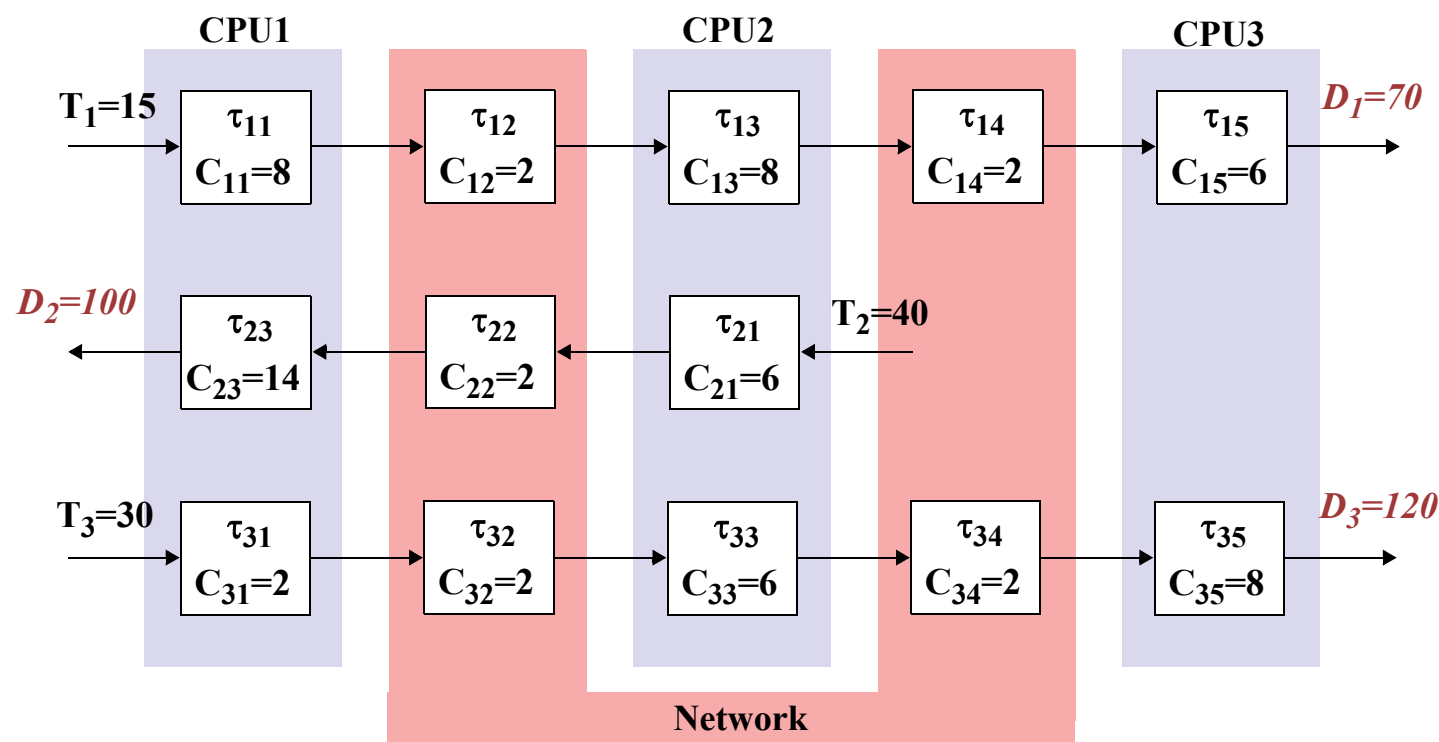 CPU1 CPU2 CPU3
T1=15 τ11 τ12 τ13 τ14 τ15 D1=70
C11=8 C12=2 C13=8 C14=2 C15=6
D2=100 τ23 τ22 τ21 T2=40
C23=14 C22=2 C21=6
T3=30 τ31 τ32 τ33 τ34 τ35 D3=120
C31=2 C32=2 C33=6 C34=2 C35=8
Network